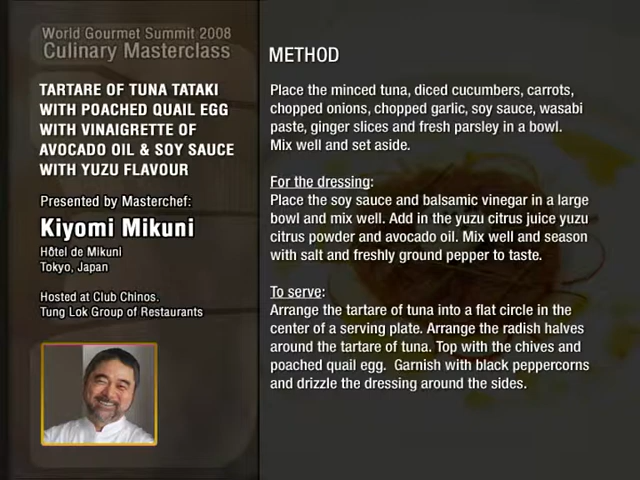 World Gourmet Summit 2008
Culinary Masterclass
TARTARE OF TUNA TATAKI
WITH POACHED QUAIL EGG
WITH VINAIGRETTE OF
AVOCADO OIL & SOY SAUCE
WITH YUZU FLAVOUR
Presented by Masterchef:
Kiyomi Mikuni
Hôtel de Mikuni
Tokyo, Japan
Hosted at Club Chinos.
Tung Lok Group of Restaurants
METHOD
Place the minced tuna, diced cucumbers, carrots,
chopped onions, chopped garlic, soy sauce, wasabi
paste, ginger slices and fresh parsley in a bowl.
Mix well and set aside.
For the dressing:
Place the soy sauce and balsamic vinegar in a large
bowl and mix well. Add in the yuzu citrus juice yuzu
citrus powder and avocado oil. Mix well and season
with salt and freshly ground pepper to taste.
To serve:
Arrange the tartare of tuna into a flat circle in the
center of a serving plate. Arrange the radish halves
around the tartare of tuna. Top with the chives and
poached quail egg. Garnish with black peppercorns
and drizzle the dressing around the sides.